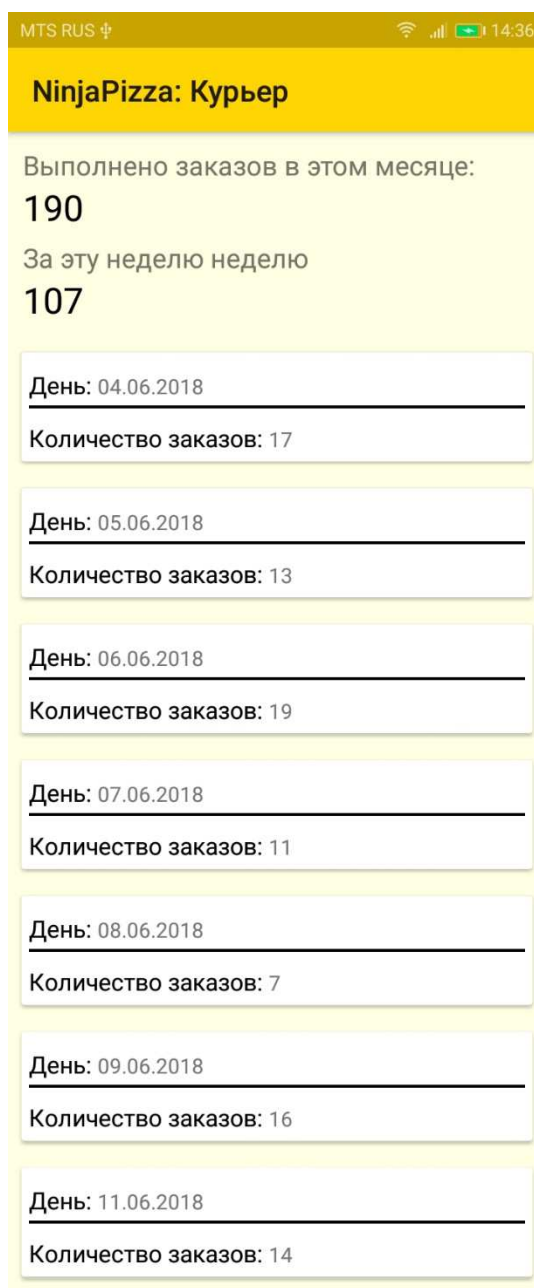 MTS RUS 14:36
NinjaPizza: Курьер
Выполнено заказов в этом месяце:
190
За эту неделю неделю
107
День: 04.06.2018
Количество заказов: 17
День: 05.06.2018
Количество заказов: 13
День: 06.06.2018
Количество заказов: 19
День: 07.06.2018
Количество заказов: 11
День: 08.06.2018
Количество заказов: 7
День: 09.06.2018
Количество заказов: 16
День: 11.06.2018
Количество заказов: 14